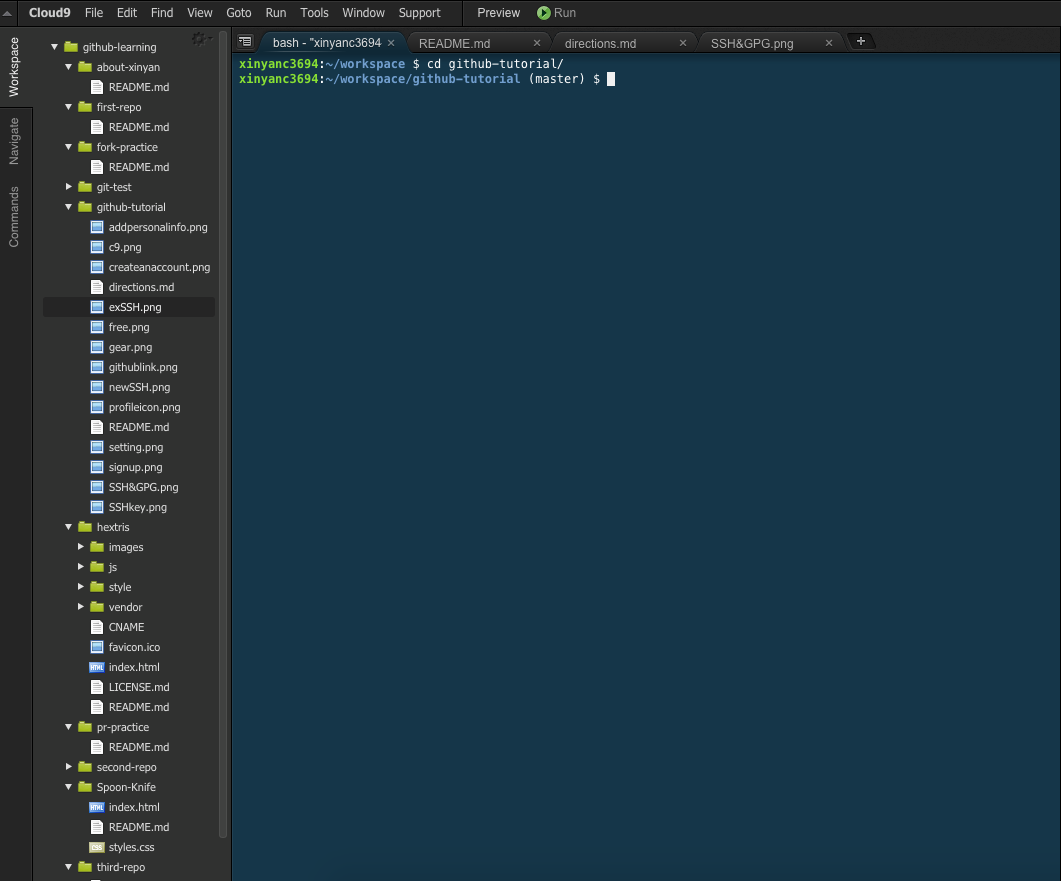 Cloud9 File Edit Find View Goto Run Tools Window Support Preview Run
Workspace
Navigate
Commands
github-learning
about-xinyan
README.md
first-repo
README.md
fork-practice
README.md
git-test
github-tutorial
addpersonalinfo.png
c9.png
createanaccount.png
directions.md
exSSH.png
free.png
gear.png
githublink.png
newSSH.png
profileicon.png
README.md
setting.png
signup.png
SSH&GPG.png
SSHkey.png
hextris
images
js
style
vendor
CNAME
favicon.ico
index.html
LICENSE.md
README.md
pr-practice
README.md
second-repo
Spoon-Knife
index.html
README.md
styles.css
third-repo
bash - "xinyanc3694 × README.md × directions.md × SSH&GPG.png × +
xinyanc3694:~/workspace $ cd github-tutorial/
xinyanc3694:~/workspace/github-tutorial (master) $